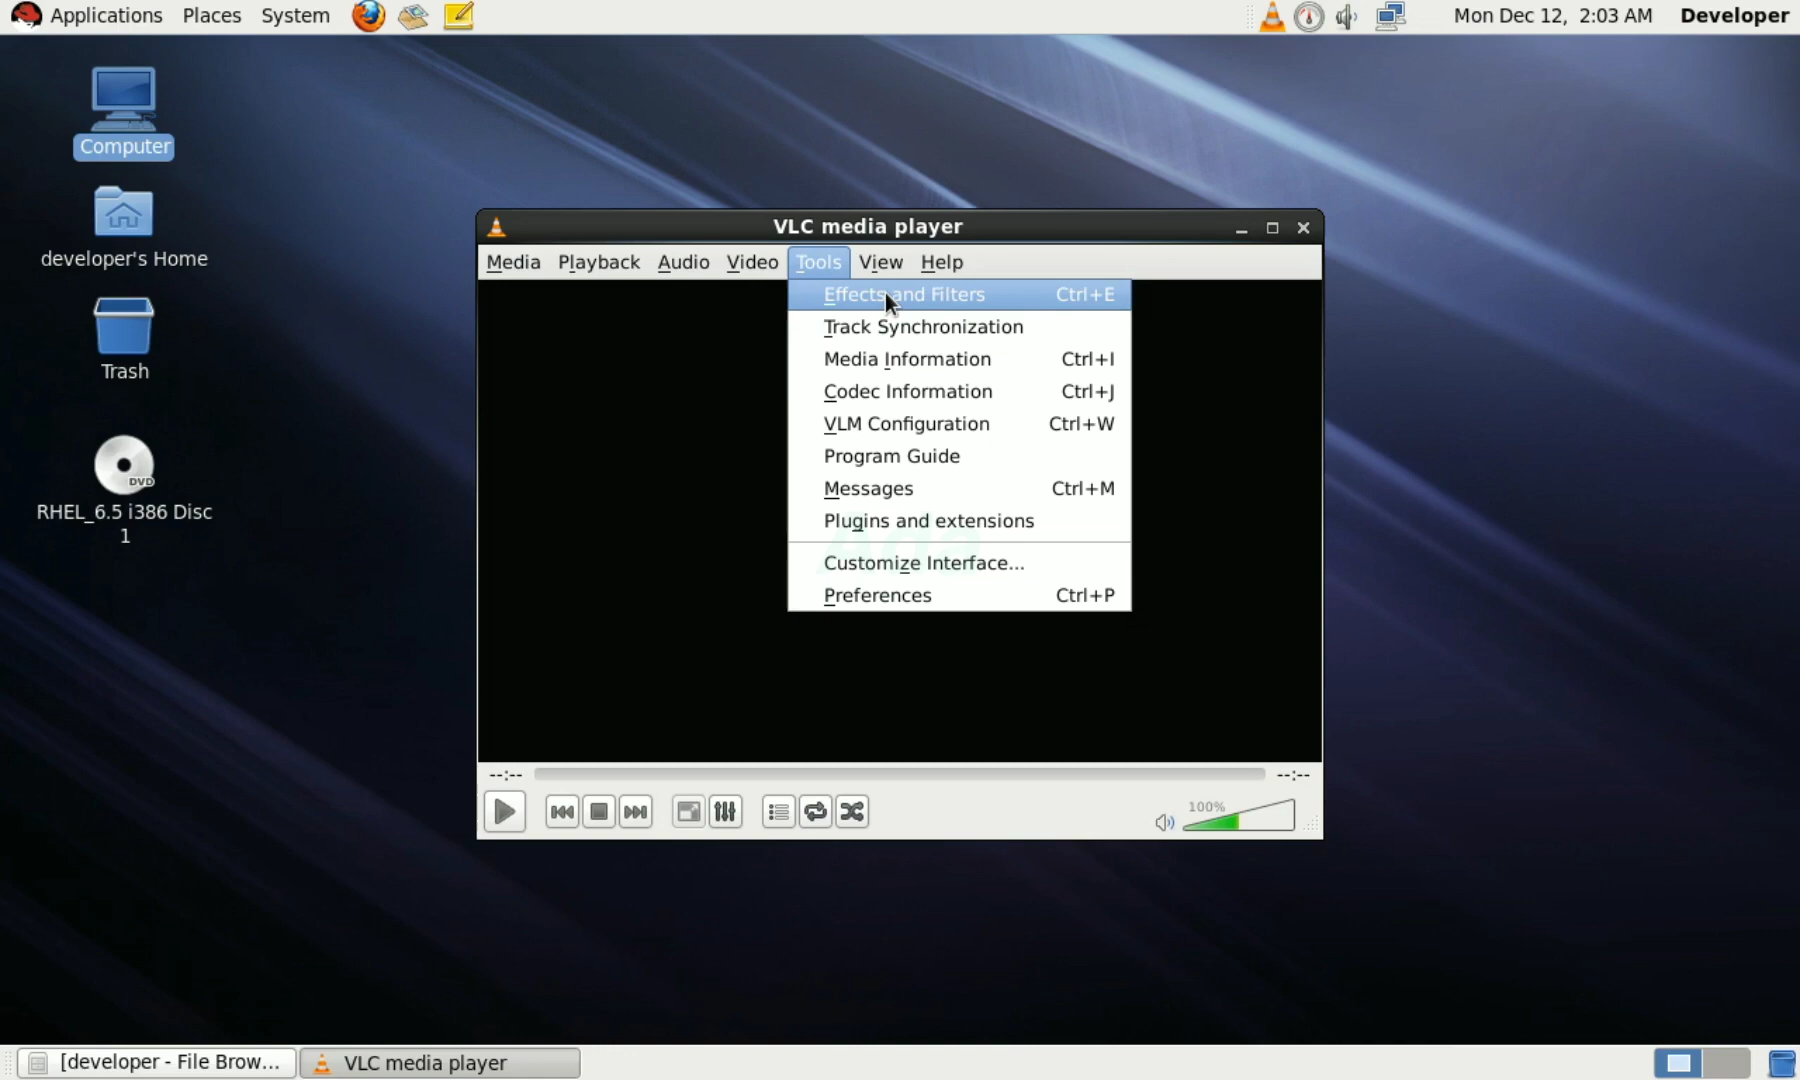 Applications Places System
Mon Dec 12, 2:03 AM Developer
Computer
developer's Home
Trash
DVD
RHEL_6.5 i386 Disc
1
VLC media player
Media Playback Audio Video Tools View Help
Effects and Filters Ctrl+E
Track Synchronization
Media Information Ctrl+I
Codec Information Ctrl+J
VLM Configuration Ctrl+W
Program Guide
Messages Ctrl+M
Plugins and extensions
Customize Interface...
Preferences Ctrl+P
--:-- --:--
100%
[developer - File Brow... VLC media player